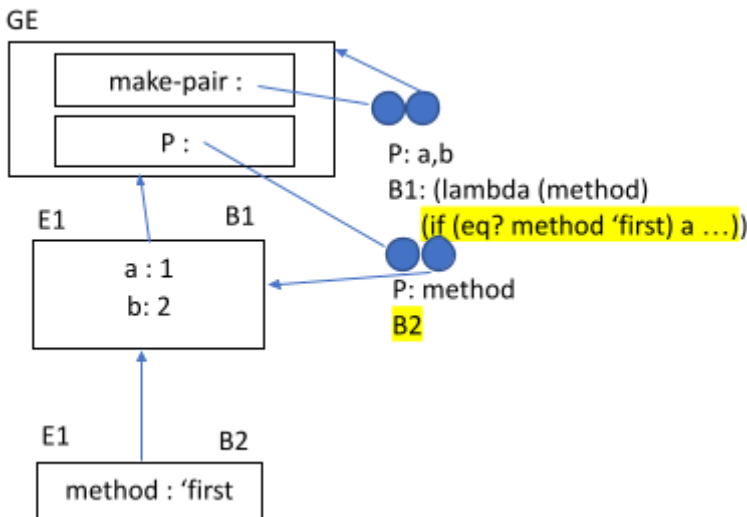 GE
make-pair :
P :
P: a,b
B1: (lambda (method)
(if (eq? method ‘first) a …))
E1 B1
a : 1
b: 2
P: method
B2
E1 B2
method : ‘first